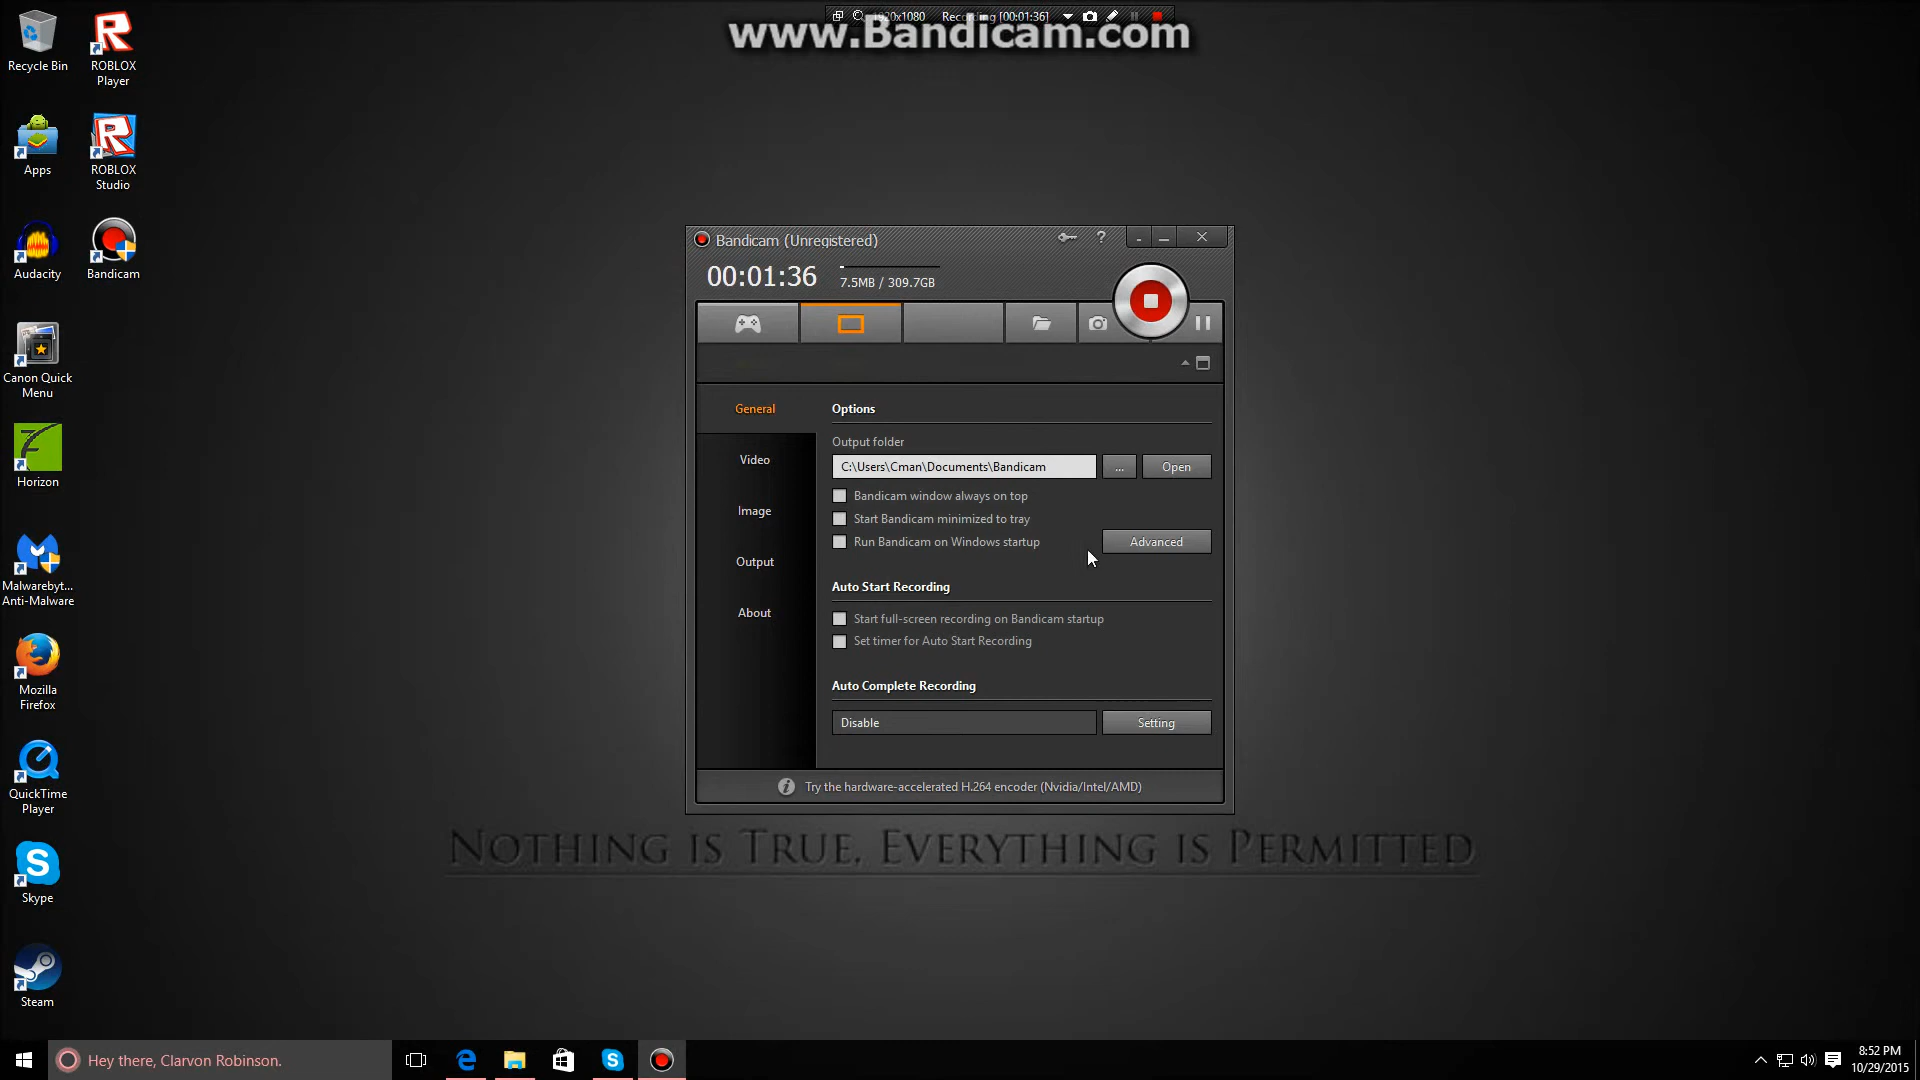 1920x1080 Recording [00:01:36]
www.Bandicam.com
Recycle Bin
ROBLOX
Player
Apps
ROBLOX
Studio
Audacity
Bandicam
Canon Quick
Menu
Horizon
Malwarebyt...
Anti-Malware
Mozilla
Firefox
QuickTime
Player
Skype
Steam
Bandicam (Unregistered)
?
00:01:36
7.5MB / 309.7GB
General
Video
Image
Output
About
Options
Output folder
C:\Users\Cman\Documents\Bandicam
...
Open
Bandicam window always on top
Start Bandicam minimized to tray
Run Bandicam on Windows startup
Advanced
Auto Start Recording
Start full-screen recording on Bandicam startup
Set timer for Auto Start Recording
Auto Complete Recording
Disable
Setting
Try the hardware-accelerated H.264 encoder (Nvidia/Intel/AMD)
Nothing is True, Everything is Permitted
Hey there, Clarvon Robinson.
8:52 PM
10/29/2015